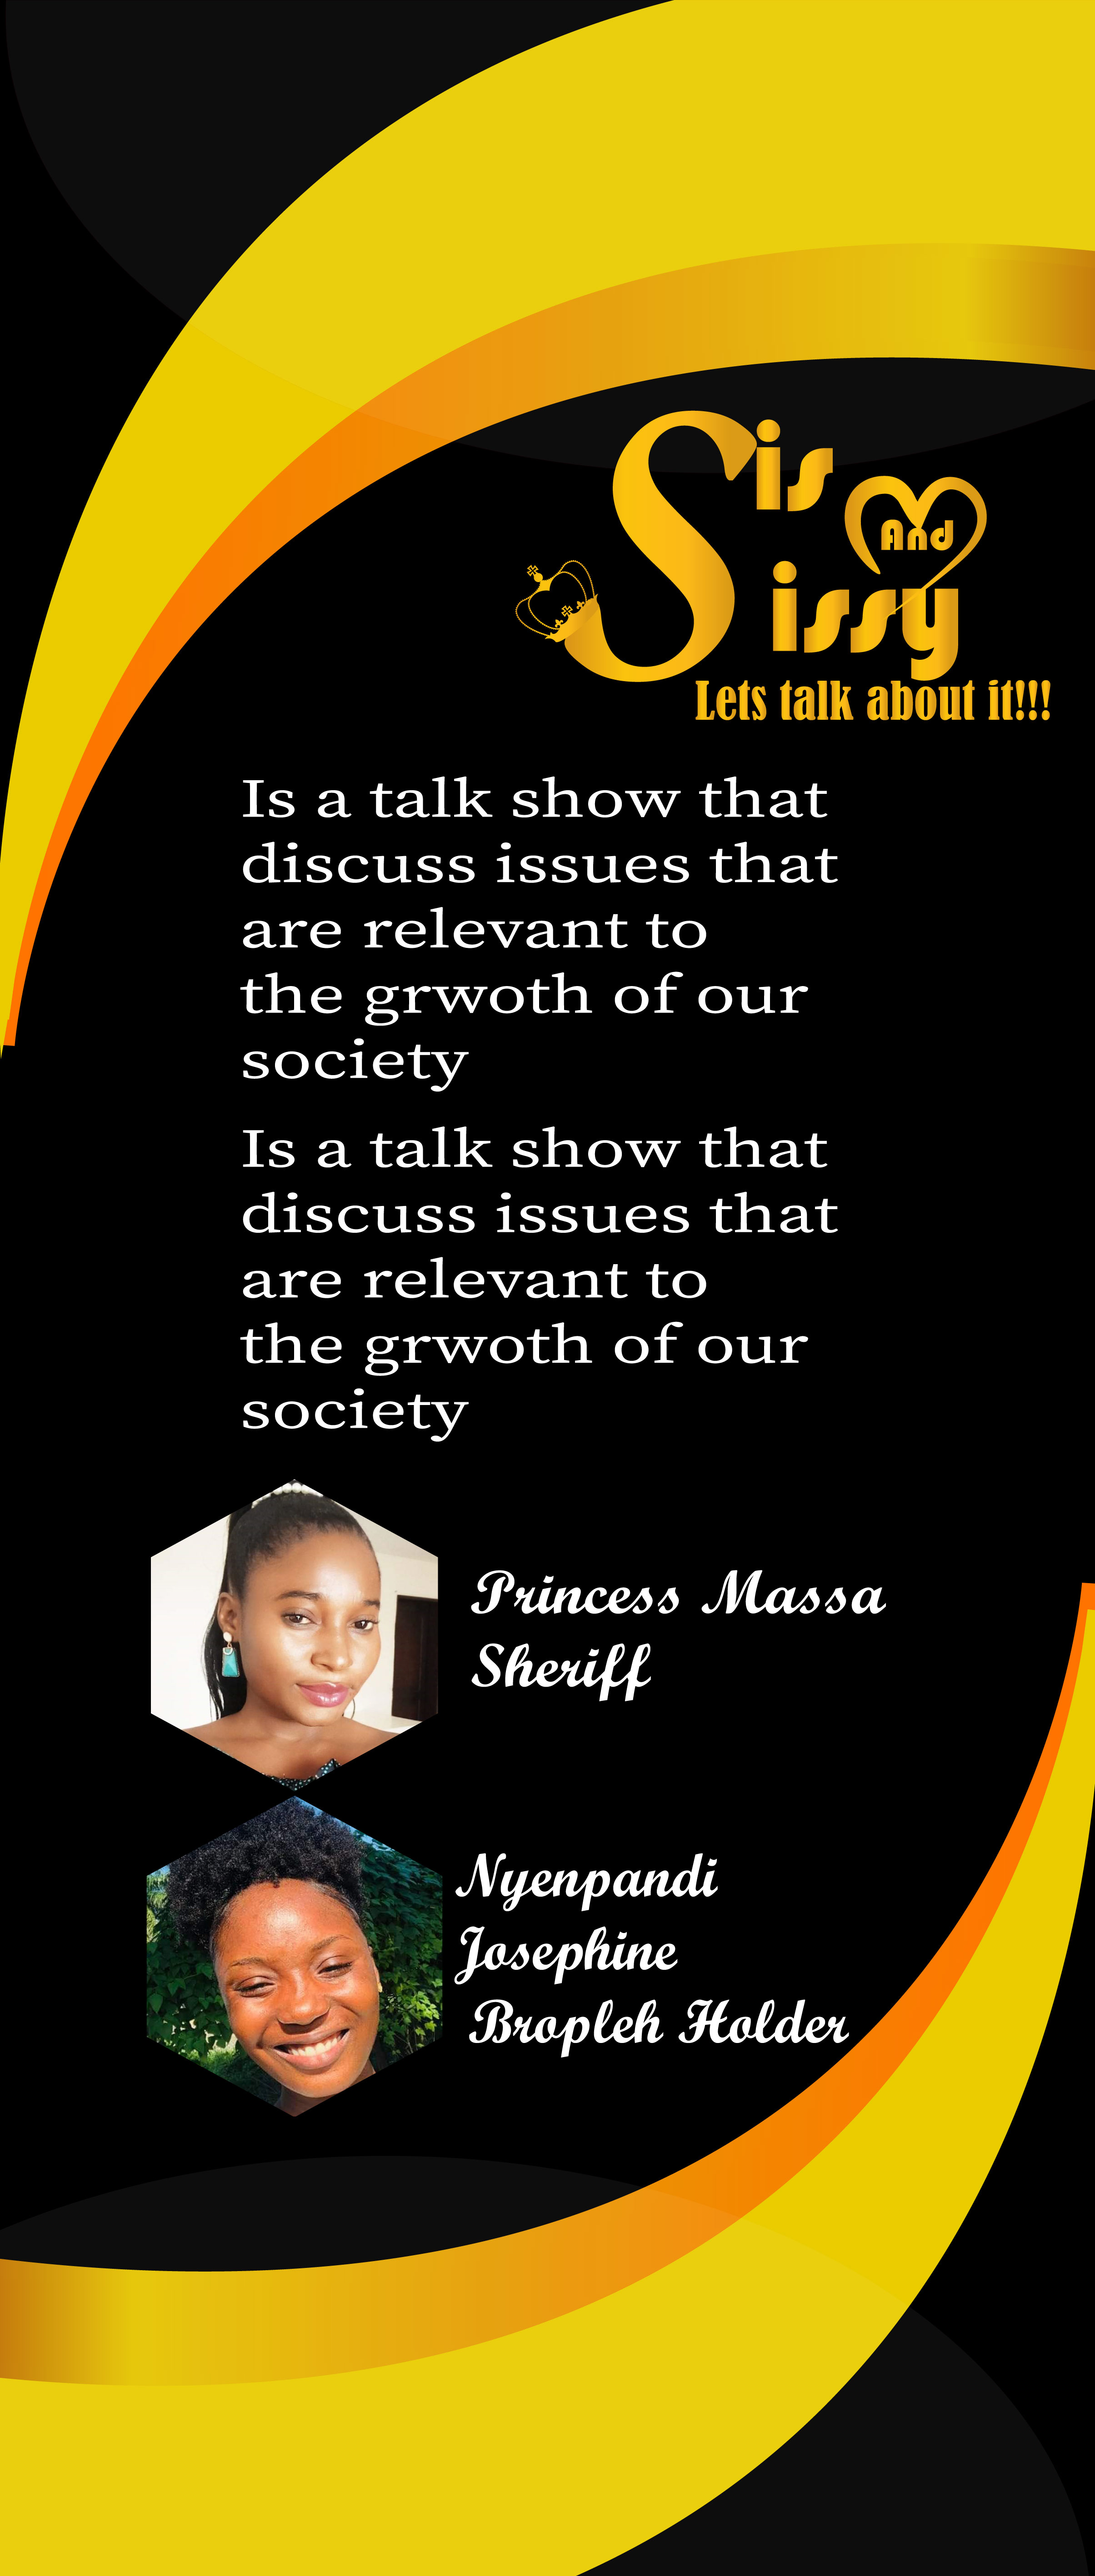 Sis
And
Sissy
Lets talk about it!!!
Is a talk show that
discuss issues that
are relevant to
the grwoth of our
society
Is a talk show that
discuss issues that
are relevant to
the grwoth of our
society
Princess Massa
Sheriff
Nyenpandi
Josephine
Bropleh Holder